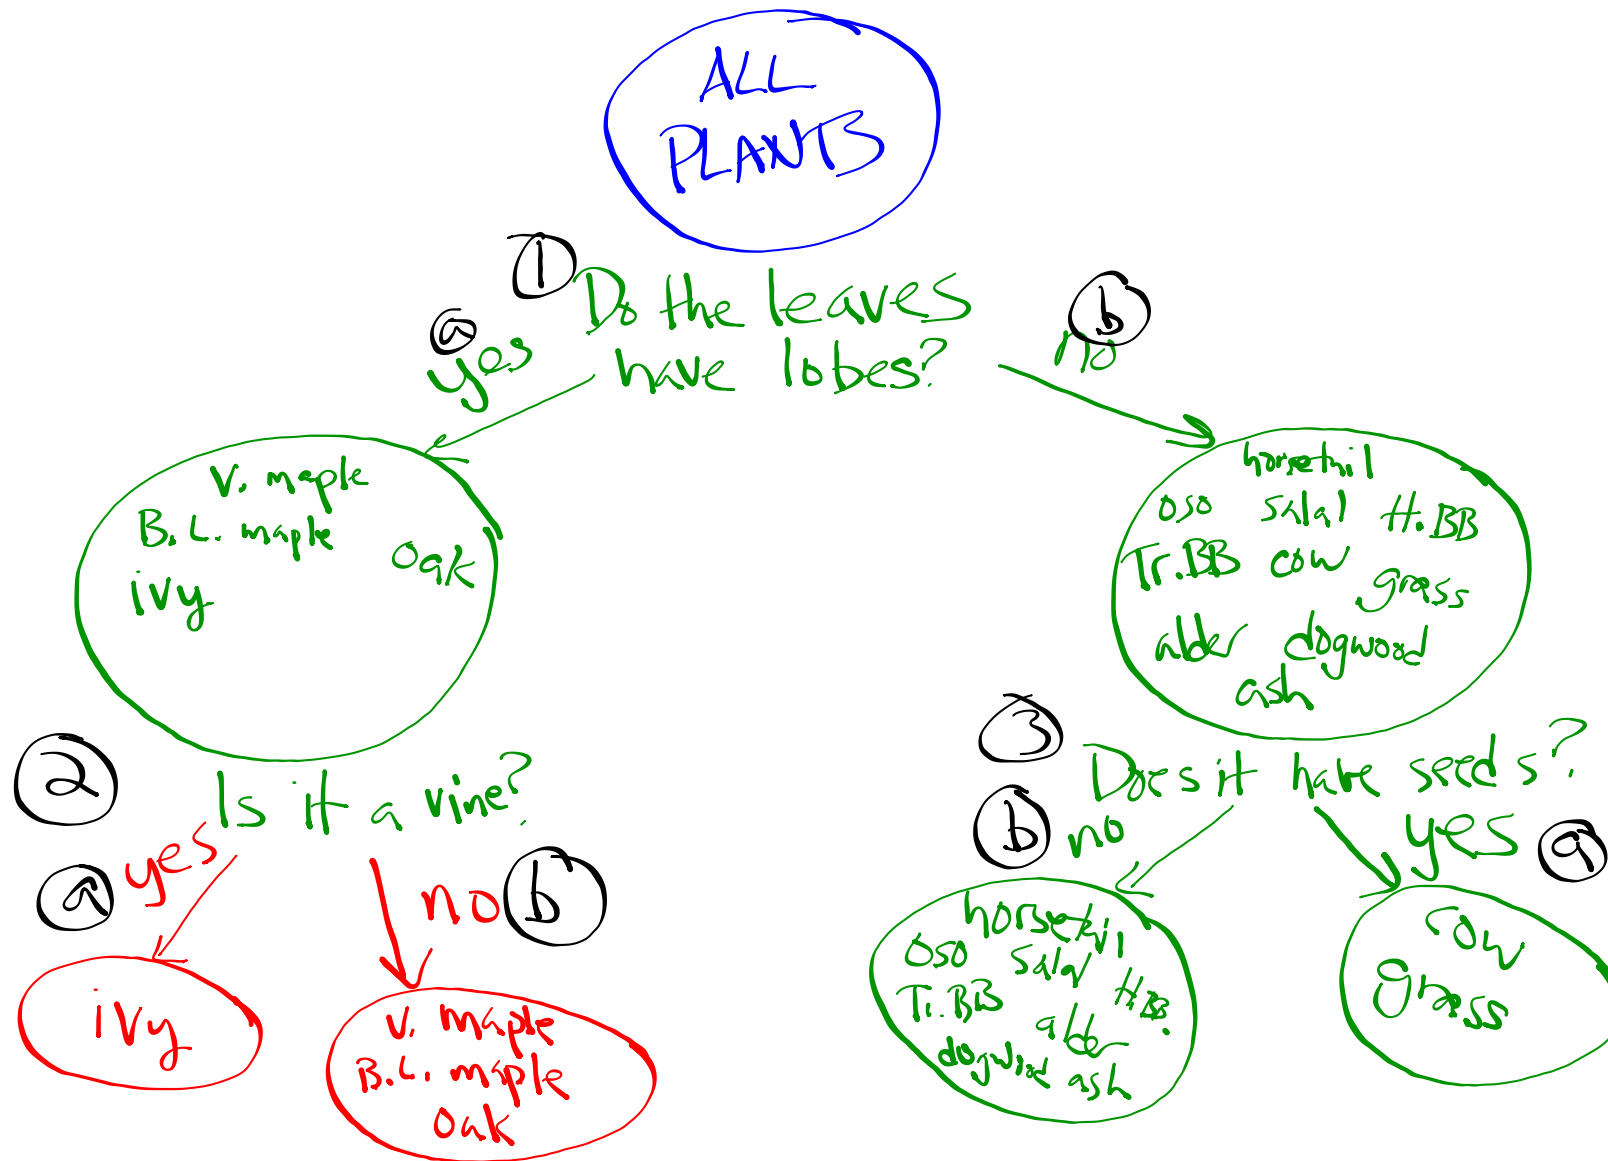 ALL
PLANTS
1
Do the leaves
have lobes?
a
yes
b
no
V. maple
B.L. maple
oak
ivy
horsetail
oso salal H.BB
Tr.BB cow
grass
alder dogwood
ash
2
Is it a vine?
a yes
no b
ivy
V. maple
B.L. maple
oak
3
Does it have seeds?
b no
yes a
horsetail
oso salal
Tr.BB H.BB.
alder
dogwood ash
cow
grass